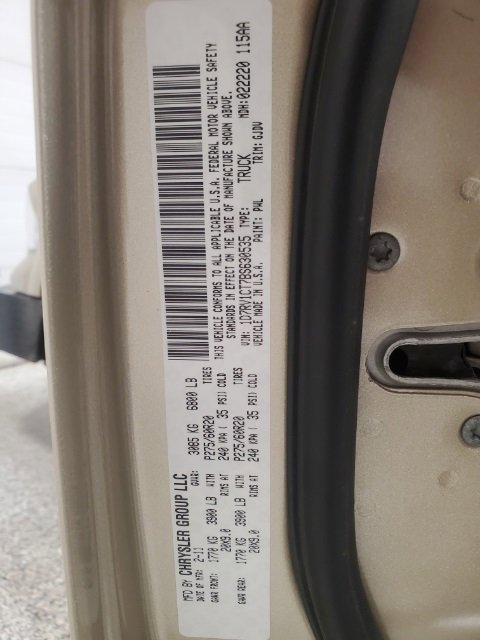 MFD BY CHRYSLER GROUP LLC
DATE OF MFR: 2-11 GVWR: 3085 KG 6800 LB
GAWR FRONT: 1770 KG 3900 LB WITH P275/60R20 TIRES
20X9.0 RIMS AT 240 KPA ( 35 PSI) COLD
GAWR REAR: 1770 KG 3900 LB WITH P275/60R20 TIRES
20X9.0 RIMS AT 240 KPA ( 35 PSI) COLD
THIS VEHICLE CONFORMS TO ALL APPLICABLE U.S.A. FEDERAL MOTOR VEHICLE SAFETY
STANDARDS IN EFFECT ON THE DATE OF MANUFACTURE SHOWN ABOVE.
VIN: 1D7RV1CT7BS630535 TYPE: TRUCK MDH: 022220 115AA
VEHICLE MADE IN U.S.A. PAINT: PWL TRIM: GJDV